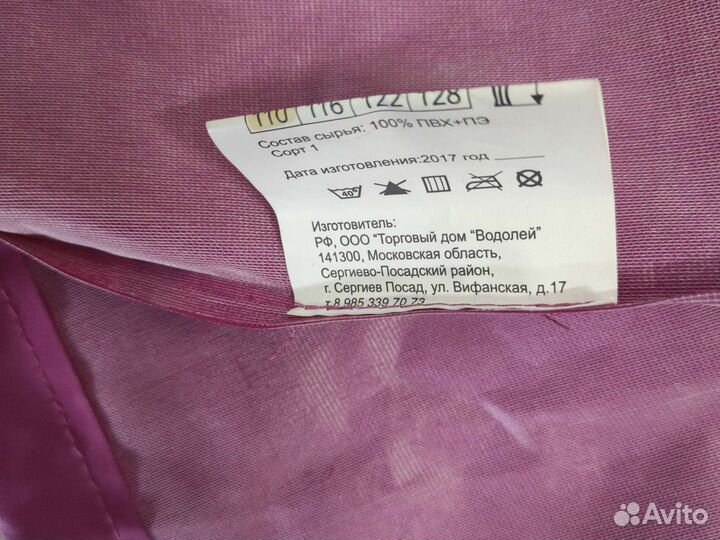 110 116 122 128 III
Состав сырья: 100% ПВХ+ПЭ
Сорт 1
Дата изготовления:2017 год
40°
Изготовитель:
РФ, ООО "Торговый дом "Водолей"
141300, Московская область,
Сергиево-Посадский район,
г. Сергиев Посад, ул. Вифанская, д.17
т.8 985 339 70 73
Avito